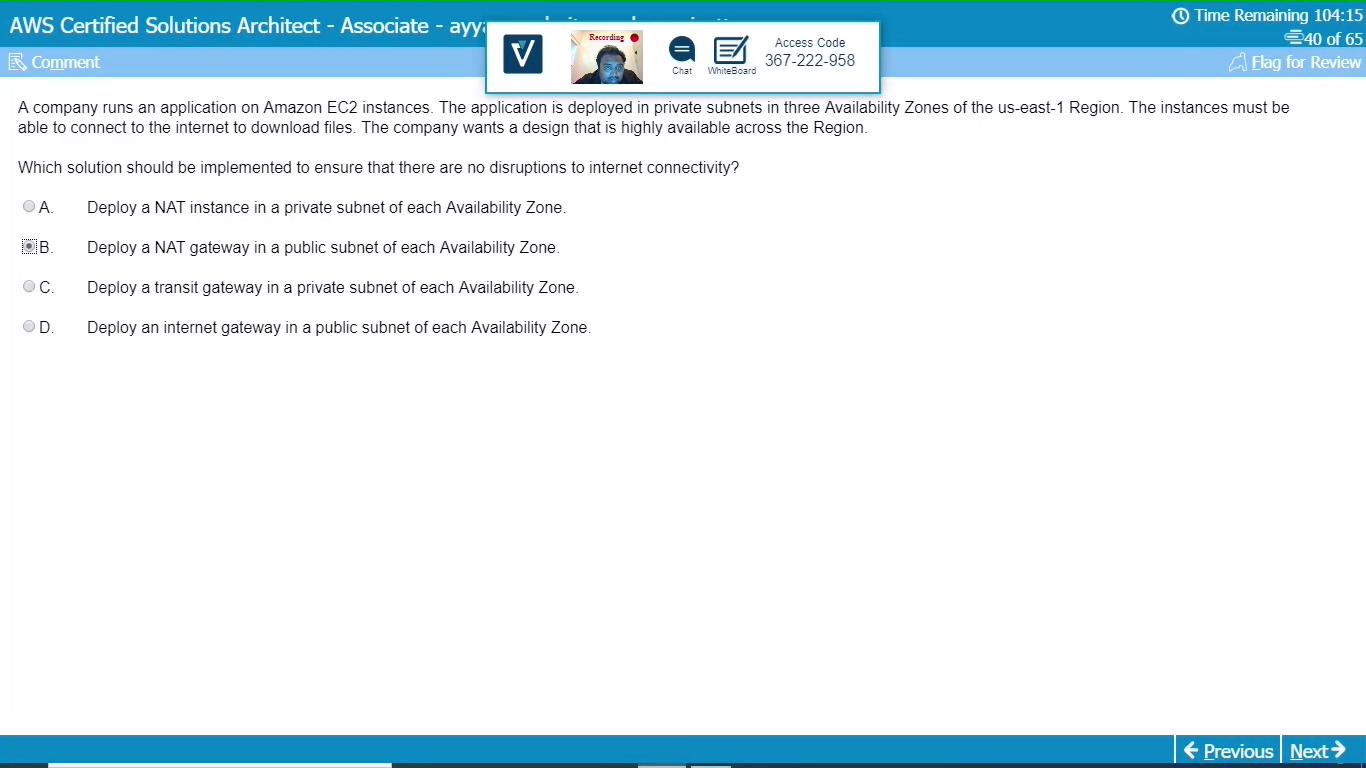 AWS Certified Solutions Architect - Associate - ayya
Time Remaining 104:15
40 of 65
Comment
Flag for Review
V
Recording
Chat
WhiteBoard
Access Code
367-222-958
A company runs an application on Amazon EC2 instances. The application is deployed in private subnets in three Availability Zones of the us-east-1 Region. The instances must be
able to connect to the internet to download files. The company wants a design that is highly available across the Region.
Which solution should be implemented to ensure that there are no disruptions to internet connectivity?
A. Deploy a NAT instance in a private subnet of each Availability Zone.
B. Deploy a NAT gateway in a public subnet of each Availability Zone.
C. Deploy a transit gateway in a private subnet of each Availability Zone.
D. Deploy an internet gateway in a public subnet of each Availability Zone.
Previous
Next